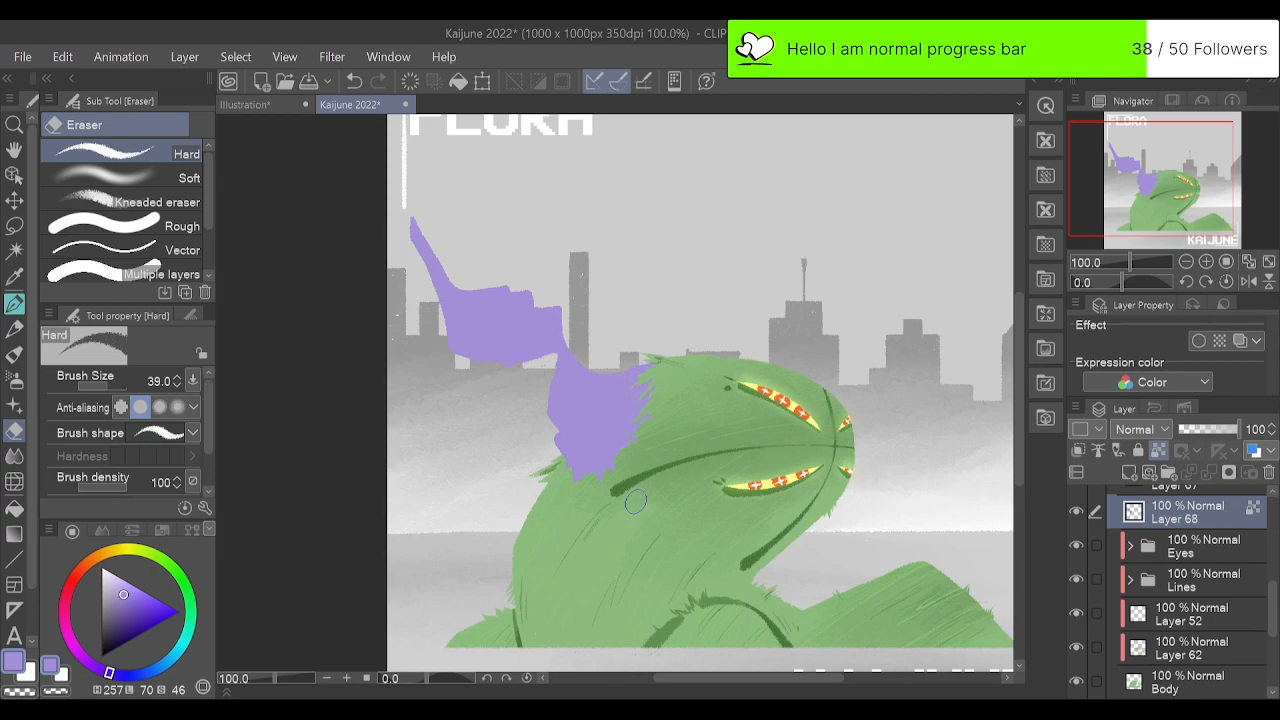 Kaijune 2022* (1000 x 1000px 350dpi 100.0%) - CLIP
Hello I am normal progress bar
38 / 50 Followers
File Edit Animation Layer Select View Filter Window Help
Sub Tool [Eraser]
Illustration*
Kaijune 2022*
Navigator
Eraser
Hard
Soft
Kneaded eraser
Rough
Vector
Multiple layers
Tool property [Hard]
Hard
Brush Size 39.0
Anti-aliasing
Brush shape
Hardness
Brush density 100
H 257 L 70 S 46
FLORA
100.0
0.0
FLORA
KAIJUNE
100.0
0.0
Layer Property
Effect
Expression color
Color
Layer
Normal 100
Layer 67
100 % Normal
Layer 68
100 % Normal
Eyes
100 % Normal
Lines
100 % Normal
Layer 52
100 % Normal
Layer 62
100 % Normal
Body